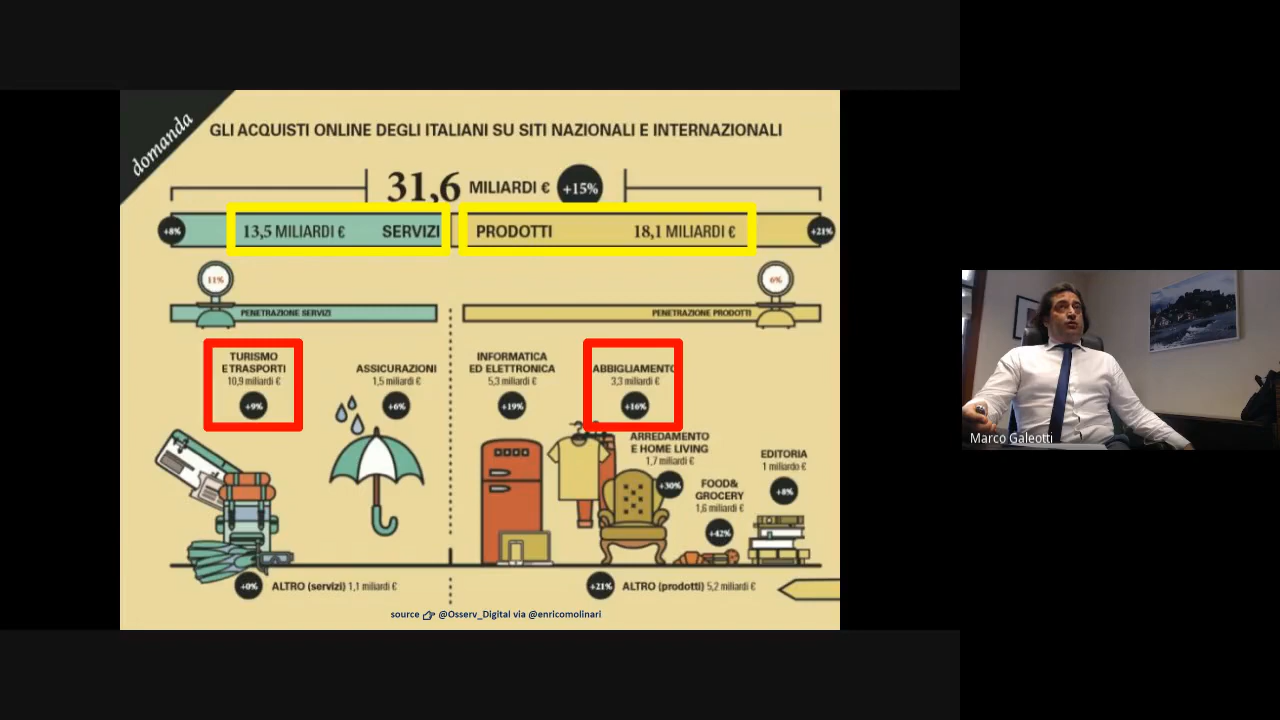 domanda
GLI ACQUISTI ONLINE DEGLI ITALIANI SU SITI NAZIONALI E INTERNAZIONALI
31,6 MILIARDI € +15%
+8%
13,5 MILIARDI € SERVIZI
PRODOTTI 18,1 MILIARDI €
+21%
11%
6%
PENETRAZIONE SERVIZI
PENETRAZIONE PRODOTTI
TURISMO
E TRASPORTI
10,9 miliardi €
+9%
ASSICURAZIONI
1,5 miliardi €
+6%
INFORMATICA
ED ELETTRONICA
5,3 miliardi €
+19%
ABBIGLIAMENTO
3,3 miliardi €
+16%
ARREDAMENTO
E HOME LIVING
1,7 miliardi €
+30%
FOOD&
GROCERY
1,6 miliardi €
+42%
EDITORIA
1 miliardo €
+8%
+0% ALTRO (servizi) 1,1 miliardi €
+21% ALTRO (prodotti) 5,2 miliardi €
source @Osserv_Digital via @enricomolinari
Marco Galeotti